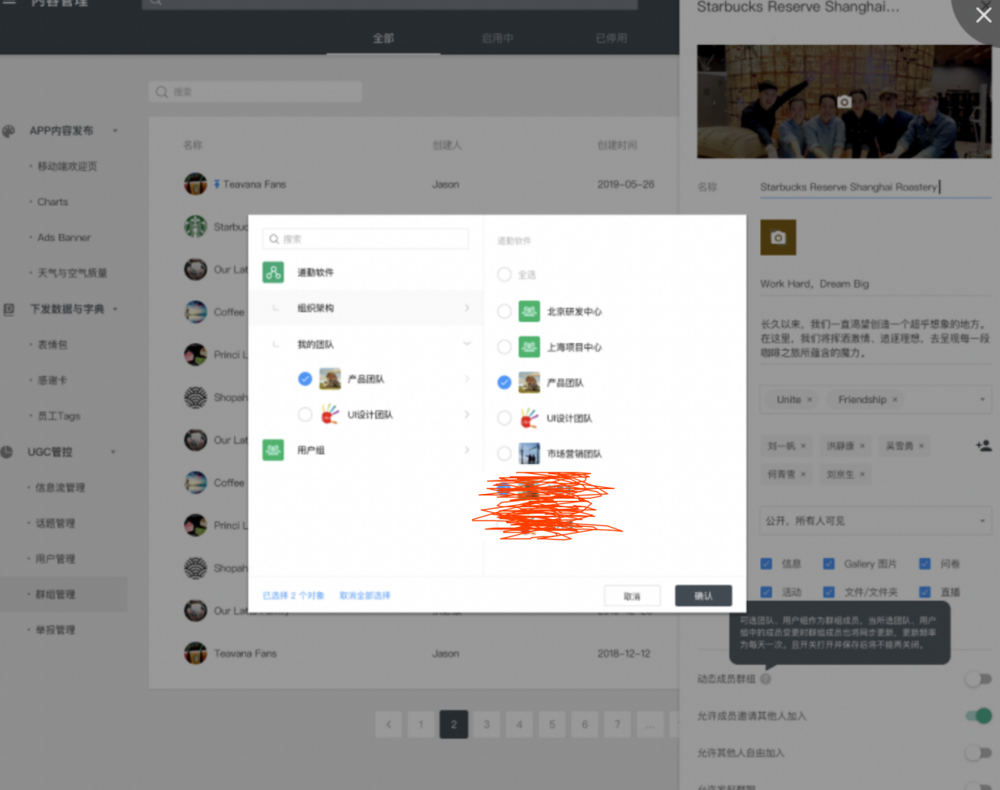 内容管理
全部
启用中
已停用
搜索
APP内容发布
· 移动端欢迎页
· Charts
· Ads Banner
· 天气与空气质量
下发数据与字典
· 表情包
· 感谢卡
· 员工Tags
UGC管控
· 信息流管理
· 话题管理
· 用户管理
· 群组管理
· 举报管理
名称 创建人 创建时间
Teavana Fans Jason 2019-05-26
Starbuc
Our Lat
Coffee
Princi L
Shopah
Our Lat
Coffee
Princi L
Shopah
Our Lat
Teavana Fans Jason 2018-12-12
1 2 3 4 5 6 7 ...
搜索
道勤软件
组织架构
我的团队
产品团队
UI设计团队
用户组
道勤软件
全选
北京研发中心
上海项目中心
产品团队
UI设计团队
市场营销团队
已选择 2 个对象 取消全部选择
取消 确认
Starbucks Reserve Shanghai...
名称 Starbucks Reserve Shanghai Roastery
Work Hard, Dream Big
长久以来，我们一直渴望创造一个超乎想象的地方。
在这里，我们将挥洒激情、追逐理想，去呈现每一段
咖啡之旅所蕴含的魔力。
Unite × Friendship ×
刘一帆 × 洪静康 × 吴雪勇 ×
何青雪 × 刘京生 ×
公开，所有人可见
信息 Gallery 图片 问卷
活动 文件/文件夹 直播
可选团队、用户组作为群组成员，当所选团队、用户
组中的成员变更时群组成员也将同步更新，更新频率
为每天一次。且开关打开并保存后将不能再关闭。
动态成员群组 ?
允许成员邀请其他人加入
允许其他人自由加入